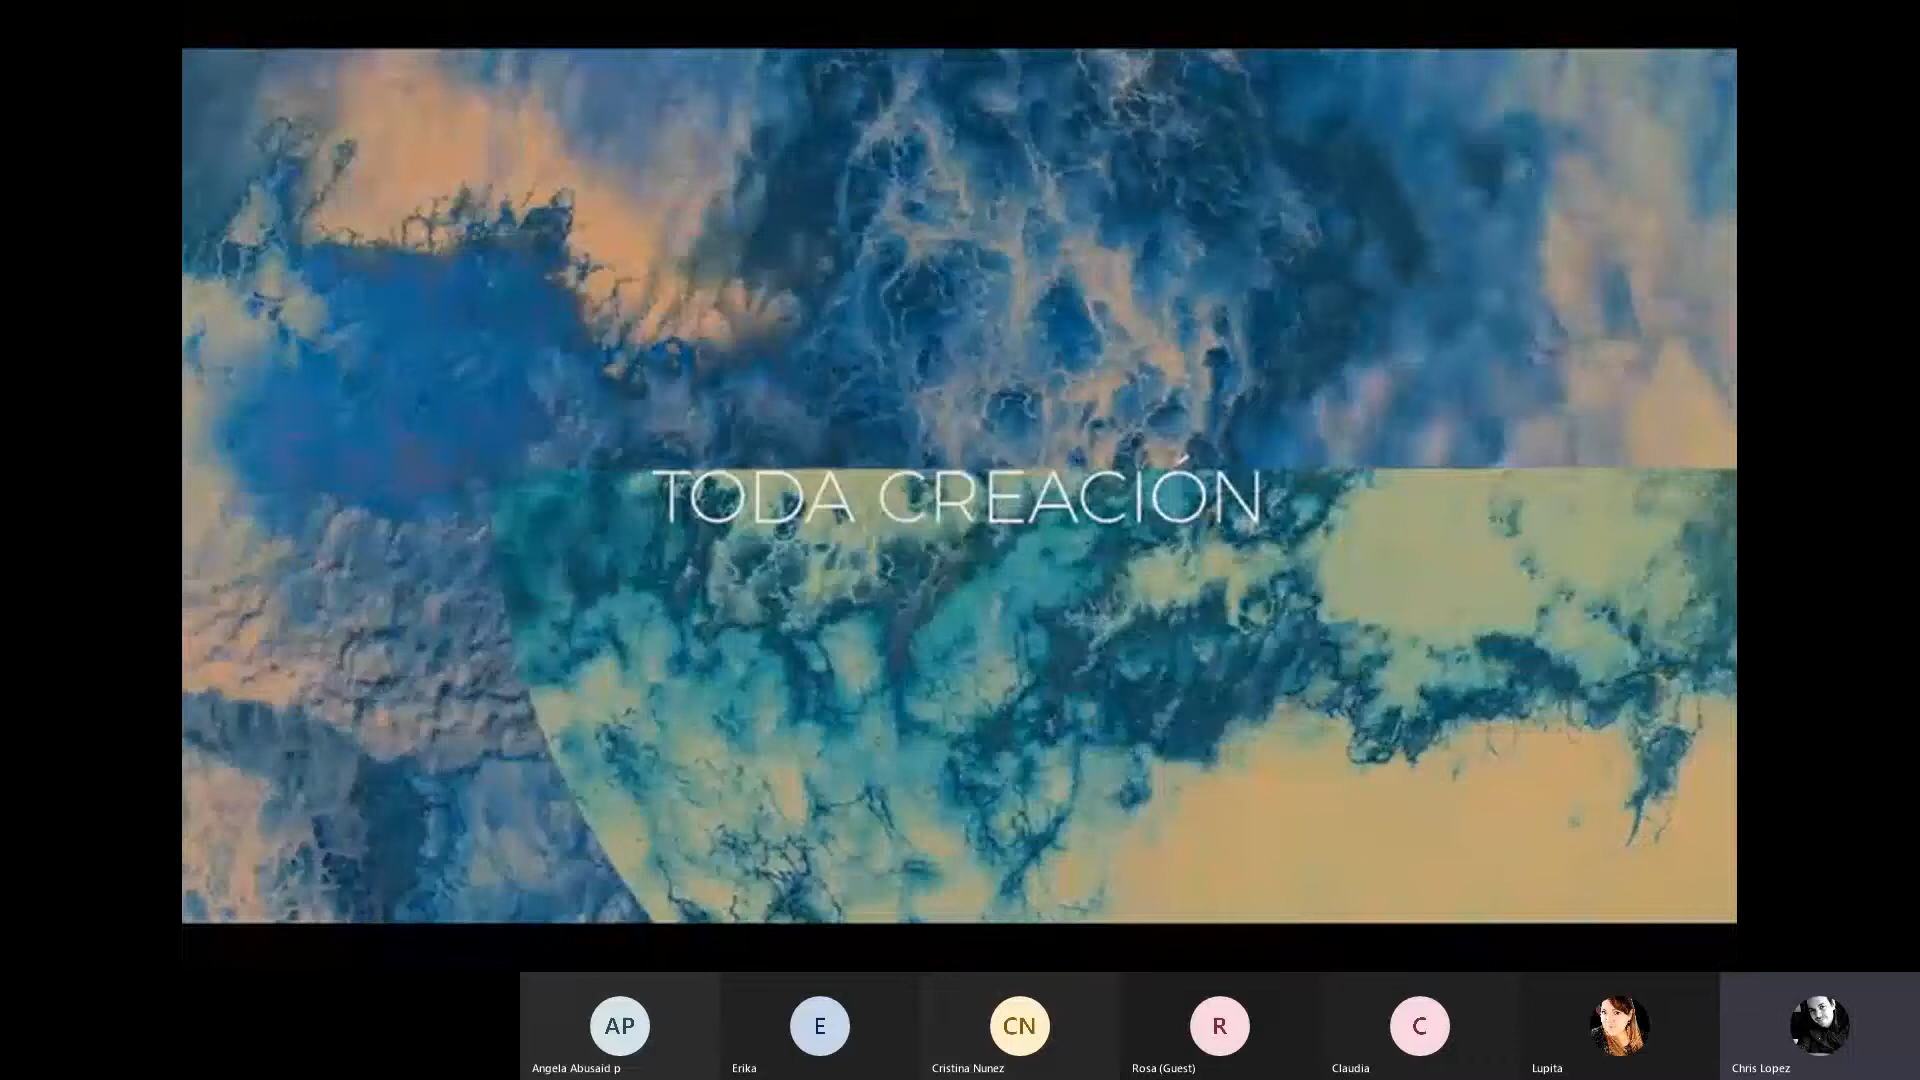 TODA CREACIÓN
AP
E
CN
R
C
Angela Abusaid p
Erika
Cristina Nunez
Rosa (Guest)
Claudia
Lupita
Chris Lopez